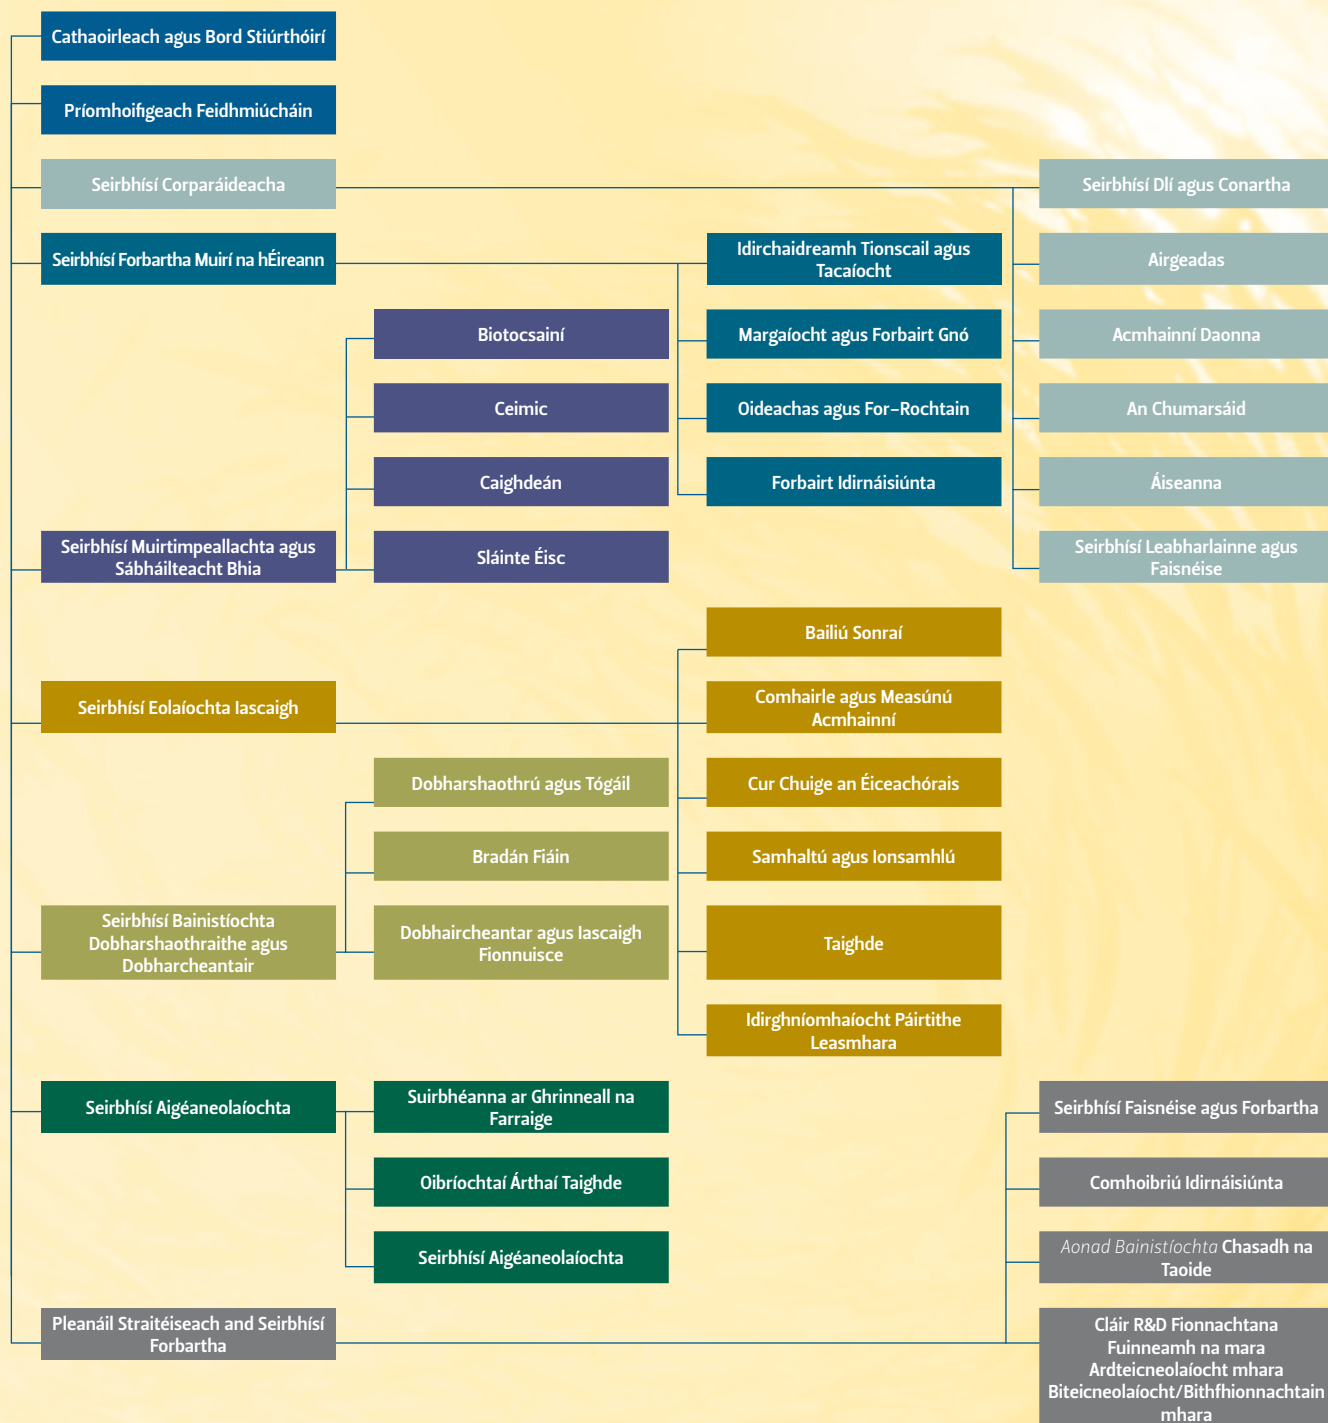 Cathaoirleach agus Bord Stiúrthóirí
Príomhoifigeach Feidhmiúcháin
Seirbhísí Corparáideacha
Seirbhísí Dlí agus Conartha
Airgeadas
Acmhainní Daonna
An Chumarsáid
Áiseanna
Seirbhísí Leabharlainne agus
Faisnéise
Seirbhísí Forbartha Muirí na hÉireann
Idirchaidreamh Tionscail agus
Tacaíocht
Margaíocht agus Forbairt Gnó
Oideachas agus For–Rochtain
Forbairt Idirnáisiúnta
Seirbhísí Muirtimpeallachta agus
Sábháilteacht Bhia
Biotocsainí
Ceimic
Caighdeán
Sláinte Éisc
Seirbhísí Eolaíochta Iascaigh
Bailiú Sonraí
Comhairle agus Measúnú
Acmhainní
Cur Chuige an Éiceachórais
Samhaltú agus Ionsamhlú
Taighde
Idirghníomhaíocht Páirtithe
Leasmhara
Seirbhísí Bainistíochta
Dobharshaothraithe agus
Dobharcheantair
Dobharshaothrú agus Tógáil
Bradán Fiáin
Dobhaircheantar agus Iascaigh
Fionnuisce
Seirbhísí Aigéaneolaíochta
Suirbhéanna ar Ghrinneall na
Farraige
Oibríochtaí Árthaí Taighde
Seirbhísí Aigéaneolaíochta
Pleanáil Straitéiseach and Seirbhísí
Forbartha
Seirbhísí Faisnéise agus Forbartha
Comhoibriú Idirnáisiúnta
Aonad Bainistíochta Chasadh na
Taoide
Cláir R&D Fionnachtana
Fuinneamh na mara
Ardteicneolaíocht mhara
Biteicneolaíocht/Bithfhionnachtain
mhara